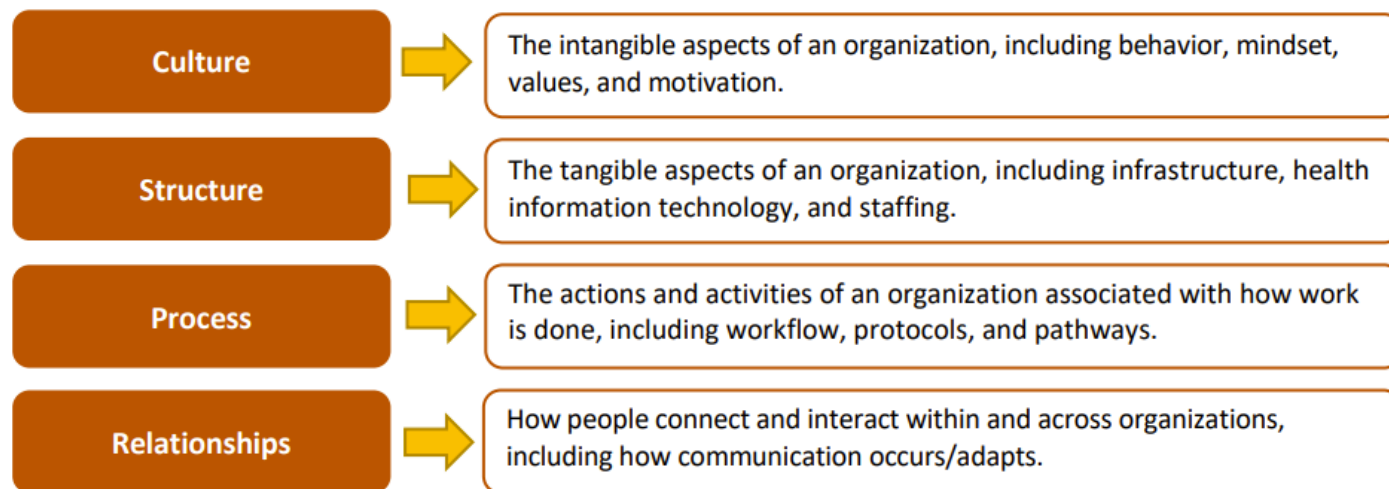 Culture
The intangible aspects of an organization, including behavior, mindset,
values, and motivation.
Structure
The tangible aspects of an organization, including infrastructure, health
information technology, and staffing.
Process
The actions and activities of an organization associated with how work
is done, including workflow, protocols, and pathways.
Relationships
How people connect and interact within and across organizations,
including how communication occurs/adapts.